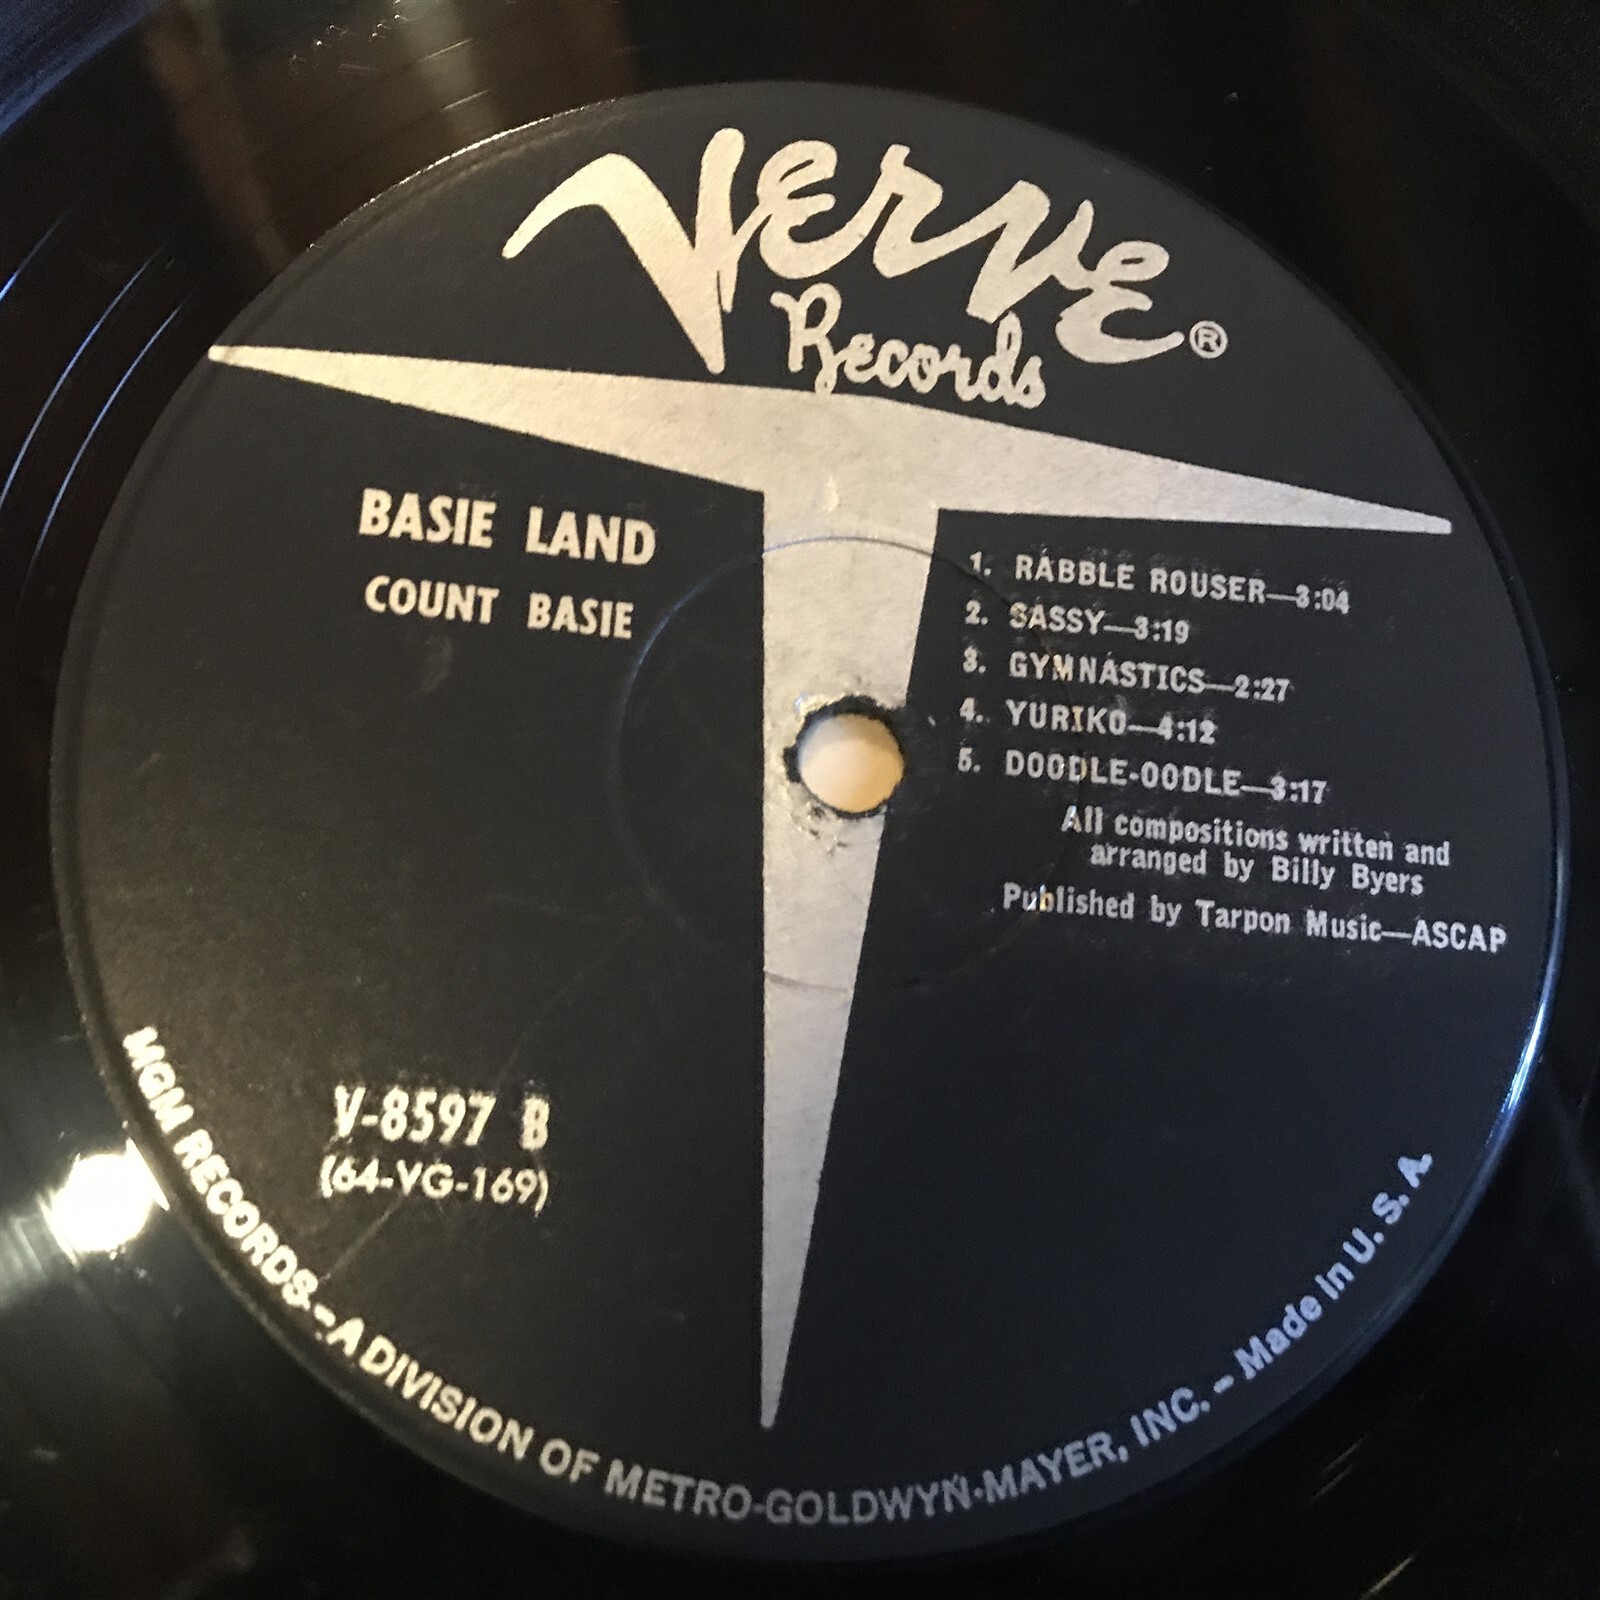 Verve®
Records
BASIE LAND
COUNT BASIE
1. RABBLE ROUSER—3:04
2. SASSY—3:19
3. GYMNASTICS—2:27
4. YURIKO—4:12
5. DOODLE-OODLE—3:17
All compositions written and
arranged by Billy Byers
Published by Tarpon Music—ASCAP
V-8597 B
(64-VG-169)
MGM RECORDS – A DIVISION OF METRO-GOLDWYN-MAYER, INC. – Made in U. S. A.